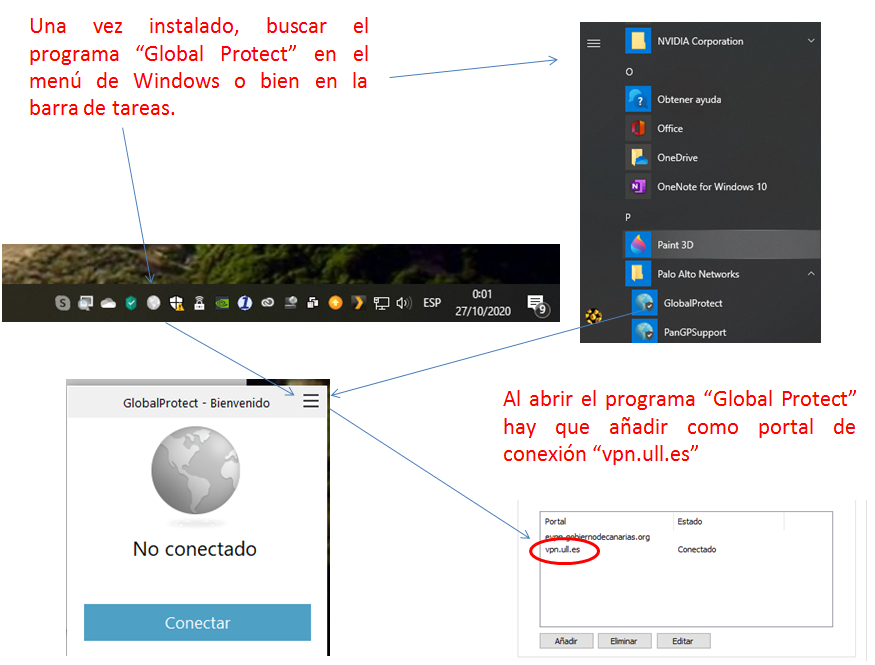 Una vez instalado, buscar el
programa “Global Protect” en el
menú de Windows o bien en la
barra de tareas.
NVIDIA Corporation
O
Obtener ayuda
Office
OneDrive
OneNote for Windows 10
P
Paint 3D
Palo Alto Networks
GlobalProtect
PanGPSupport
ESP
0:01
27/10/2020
9
GlobalProtect - Bienvenido
No conectado
Conectar
Al abrir el programa “Global Protect”
hay que añadir como portal de
conexión “vpn.ull.es”
Portal Estado
evpn.gobiernodecanarias.org
vpn.ull.es Conectado
Añadir Eliminar Editar